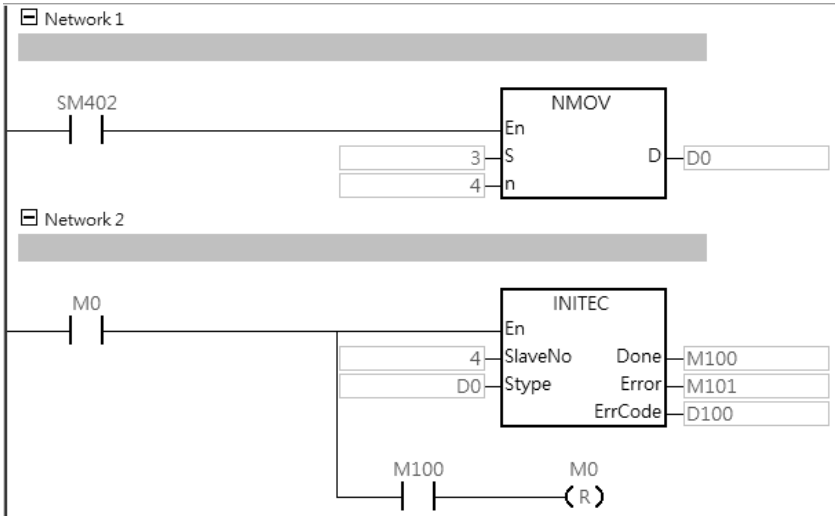 Network 1
SM402
NMOV
En
3 S D D0
4 n
Network 2
M0
INITEC
En
4 SlaveNo Done M100
D0 Stype Error M101
ErrCode D100
M100 M0
R